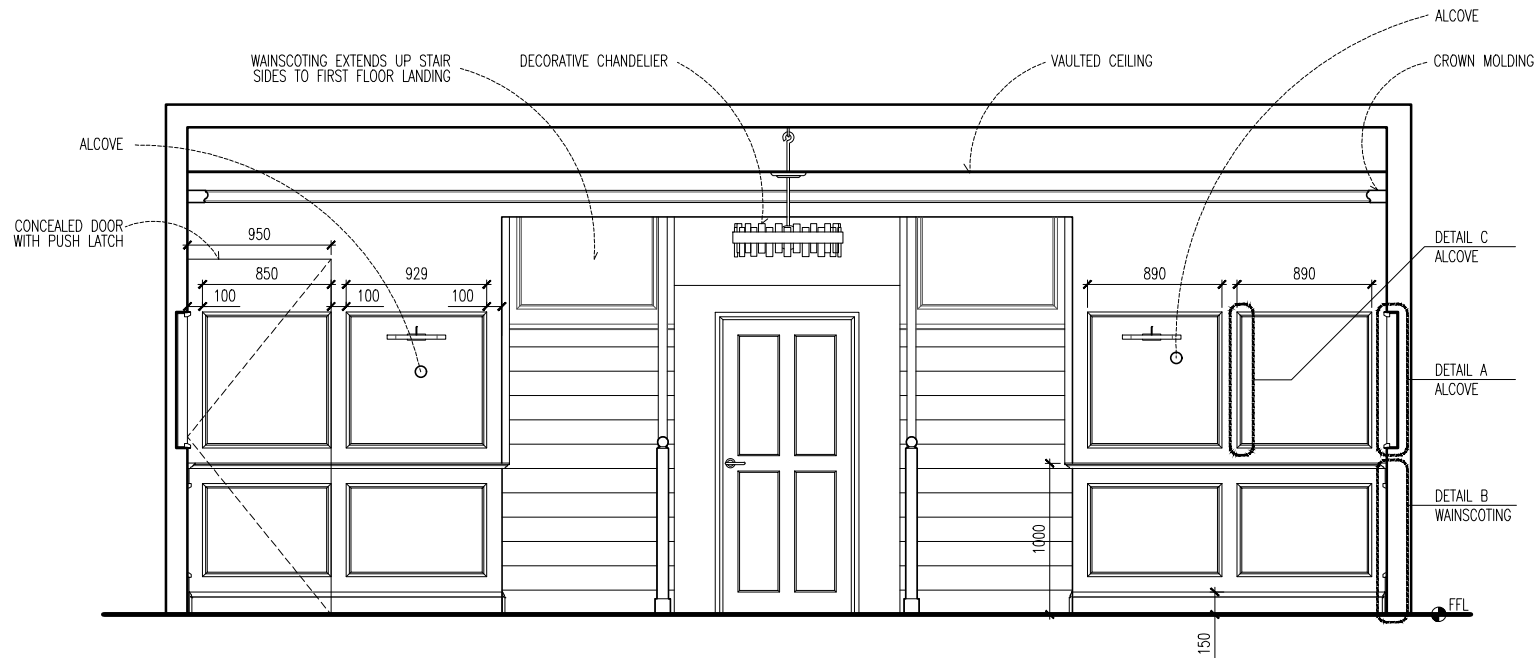 ALCOVE
WAINSCOTING EXTENDS UP STAIR
SIDES TO FIRST FLOOR LANDING
DECORATIVE CHANDELIER
VAULTED CEILING
CROWN MOLDING
ALCOVE
CONCEALED DOOR
WITH PUSH LATCH
950
850
929
100
100
100
890
890
DETAIL C
ALCOVE
DETAIL A
ALCOVE
DETAIL B
WAINSCOTING
1000
150
FFL